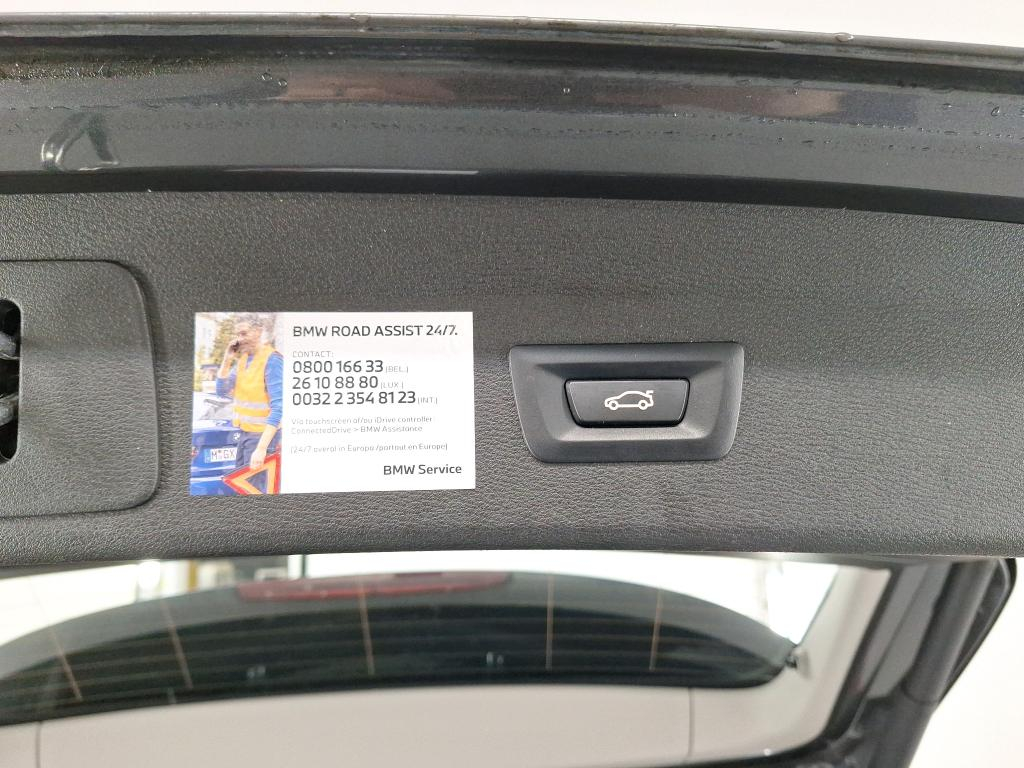 BMW ROAD ASSIST 24/7.
CONTACT:
0800 166 33 (BEL.)
26 10 88 80 (LUX.)
0032 2 354 81 23 (INT.)
Via touchscreen af/ou iDrive controller:
ConnectedDrive > BMW Assistance
(24/7 overal in Europa /partout en Europe)
BMW Service
M GX